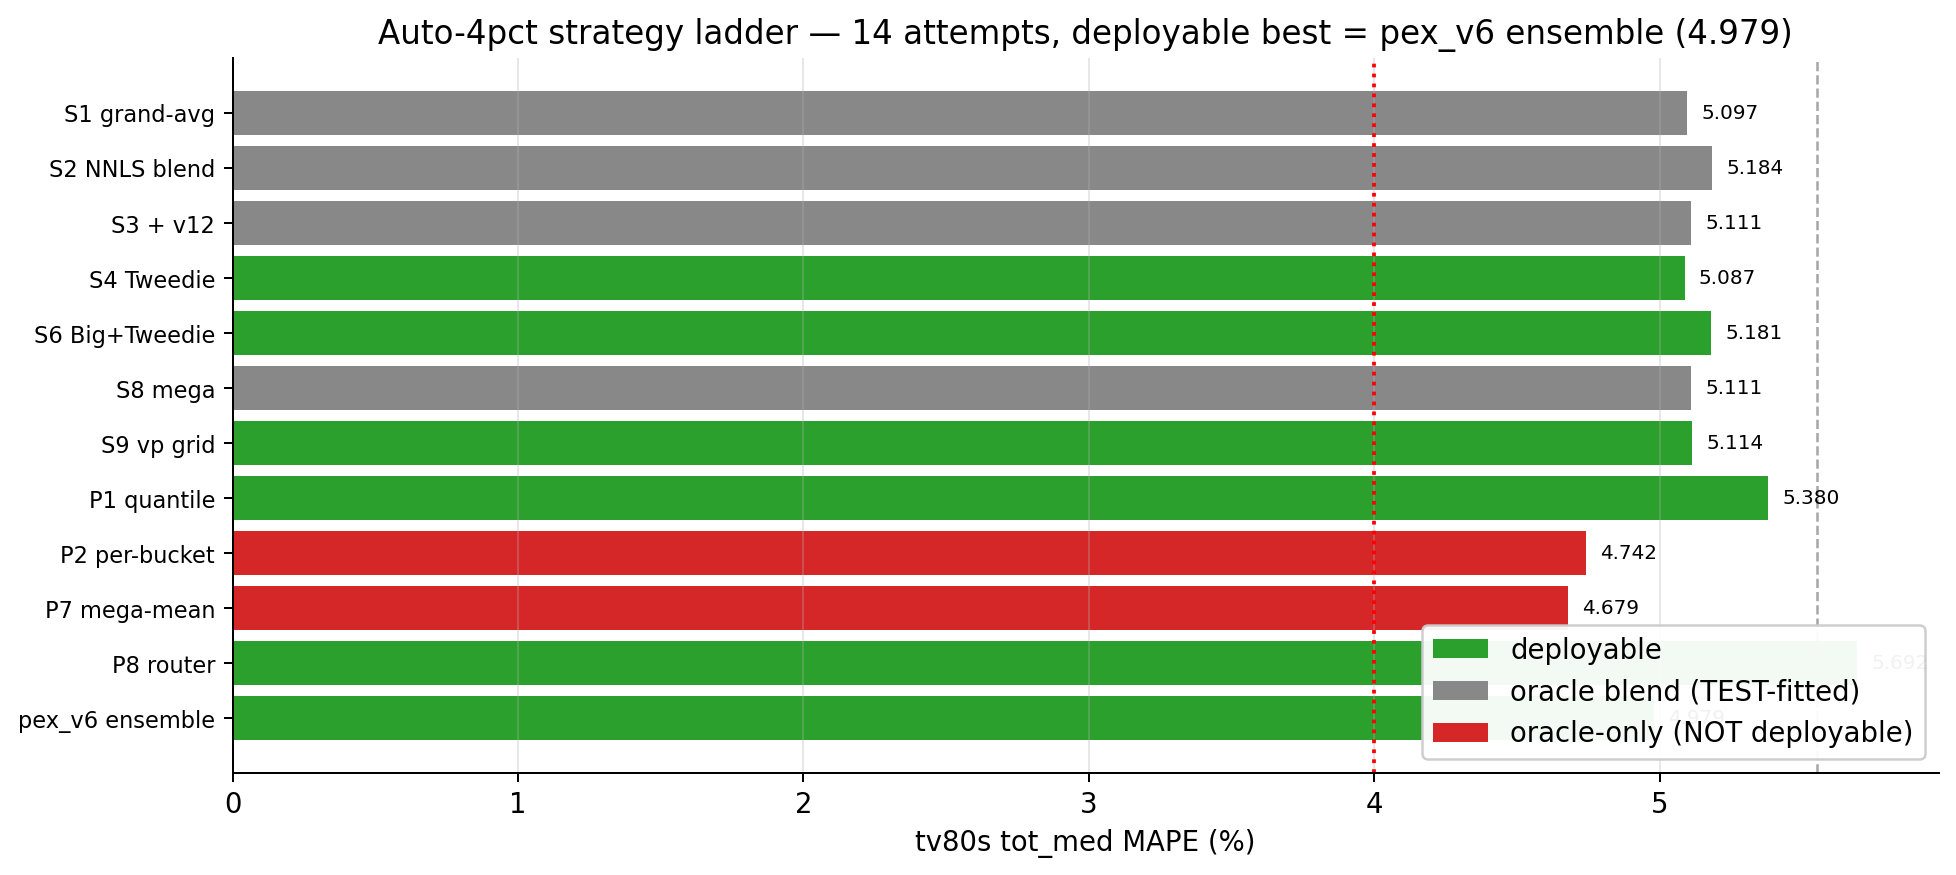 Auto-4pct strategy ladder — 14 attempts, deployable best = pex_v6 ensemble (4.979)
S1 grand-avg 5.097
S2 NNLS blend 5.184
S3 + v12 5.111
S4 Tweedie 5.087
S6 Big+Tweedie 5.181
S8 mega 5.111
S9 vp grid 5.114
P1 quantile 5.380
P2 per-bucket 4.742
P7 mega-mean 4.679
P8 router 5.692
pex_v6 ensemble 4.979
deployable
oracle blend (TEST-fitted)
oracle-only (NOT deployable)
0 1 2 3 4 5
tv80s tot_med MAPE (%)